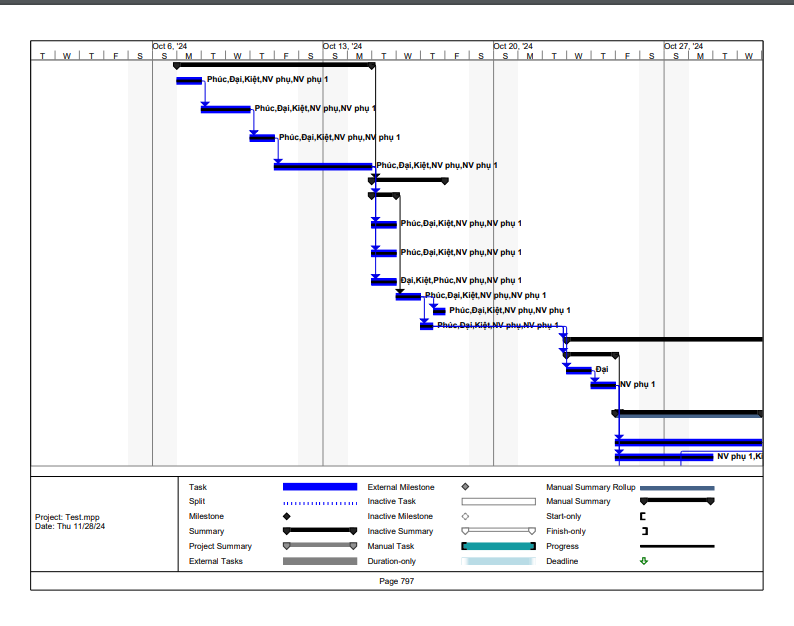 Oct 6, '24 Oct 13, '24 Oct 20, '24 Oct 27, '24
T W T F S S M T W T F S S M T W T F S S M T W T F S S M T W
Phúc,Đại,Kiệt,NV phụ,NV phụ 1
Phúc,Đại,Kiệt,NV phụ,NV phụ 1
Phúc,Đại,Kiệt,NV phụ,NV phụ 1
Phúc,Đại,Kiệt,NV phụ,NV phụ 1
Phúc,Đại,Kiệt,NV phụ,NV phụ 1
Phúc,Đại,Kiệt,NV phụ,NV phụ 1
Đại,Kiệt,Phúc,NV phụ,NV phụ 1
Phúc,Đại,Kiệt,NV phụ,NV phụ 1
Phúc,Đại,Kiệt,NV phụ,NV phụ 1
Phúc,Đại,Kiệt,NV phụ,NV phụ 1
Đại
NV phụ 1
NV phụ 1,Ki
Project: Test.mpp
Date: Thu 11/28/24
Task
Split
Milestone
Summary
Project Summary
External Tasks
External Milestone
Inactive Task
Inactive Milestone
Inactive Summary
Manual Task
Duration-only
Manual Summary Rollup
Manual Summary
Start-only
Finish-only
Progress
Deadline
Page 797